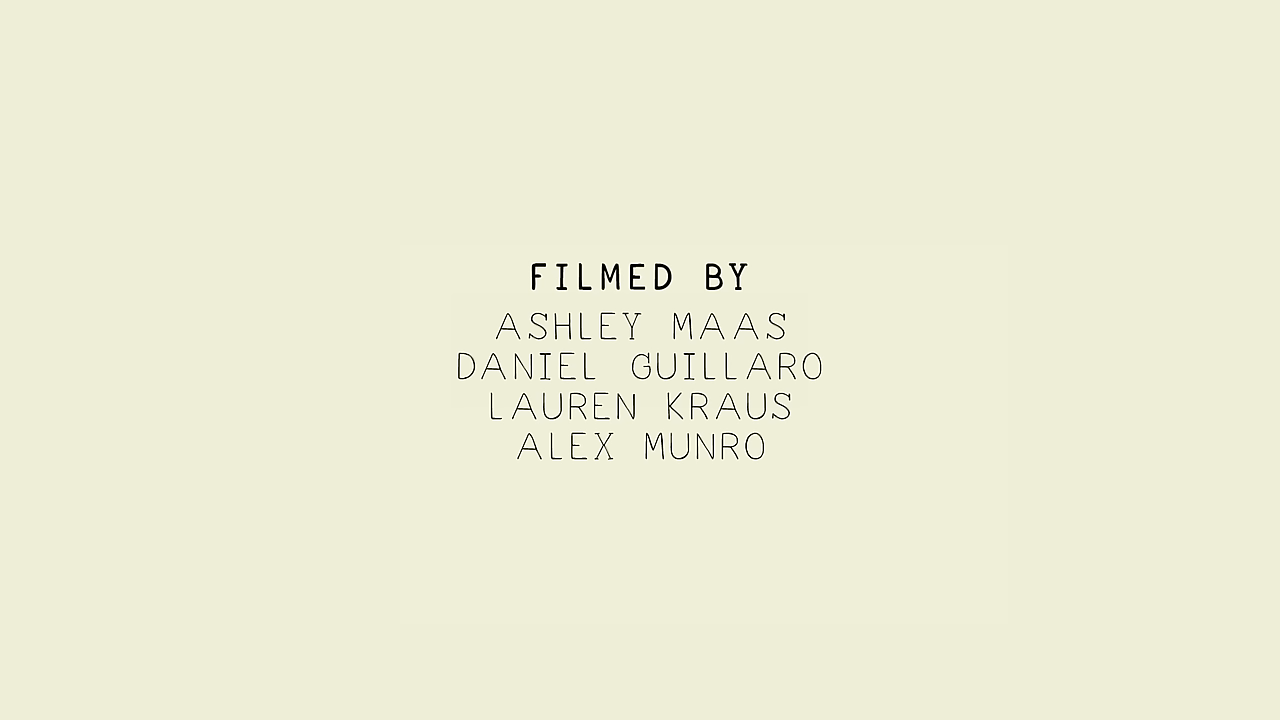 FILMED BY
ASHLEY MAAS
DANIEL GUILLARO
LAUREN KRAUS
ALEX MUNRO